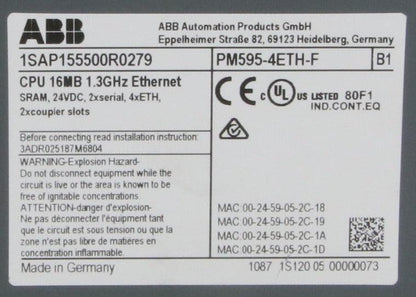 ABB
ABB Automation Products GmbH
Eppelheimer Straße 82, 69123 Heidelberg, Germany
1SAP155500R0279
PM595-4ETH-F
B1
CPU 16MB 1.3GHz Ethernet
SRAM, 24VDC, 2xserial, 4xETH,
2xcoupler slots
CE c UL US LISTED 80F1
IND.CONT.EQ
Before connecting read installation instruction:
3ADR025187M6804
WARNING-Explosion Hazard-
Do not disconnect equipment while the
circuit is live or the area is known to be
free of ignitable concentrations
ATTENTION-danger d'explosion-
Ne pas déconnecter l'équipement
si le circuit est sous tension ou que la
zone n'est pas libre de matières en
concentration inflammable.
MAC:00-24-59-05-2C-18
MAC:00-24-59-05-2C-19
MAC:00-24-59-05-2C-1A
MAC:00-24-59-05-2C-1D
Made in Germany
1087 1S120 05 00000073